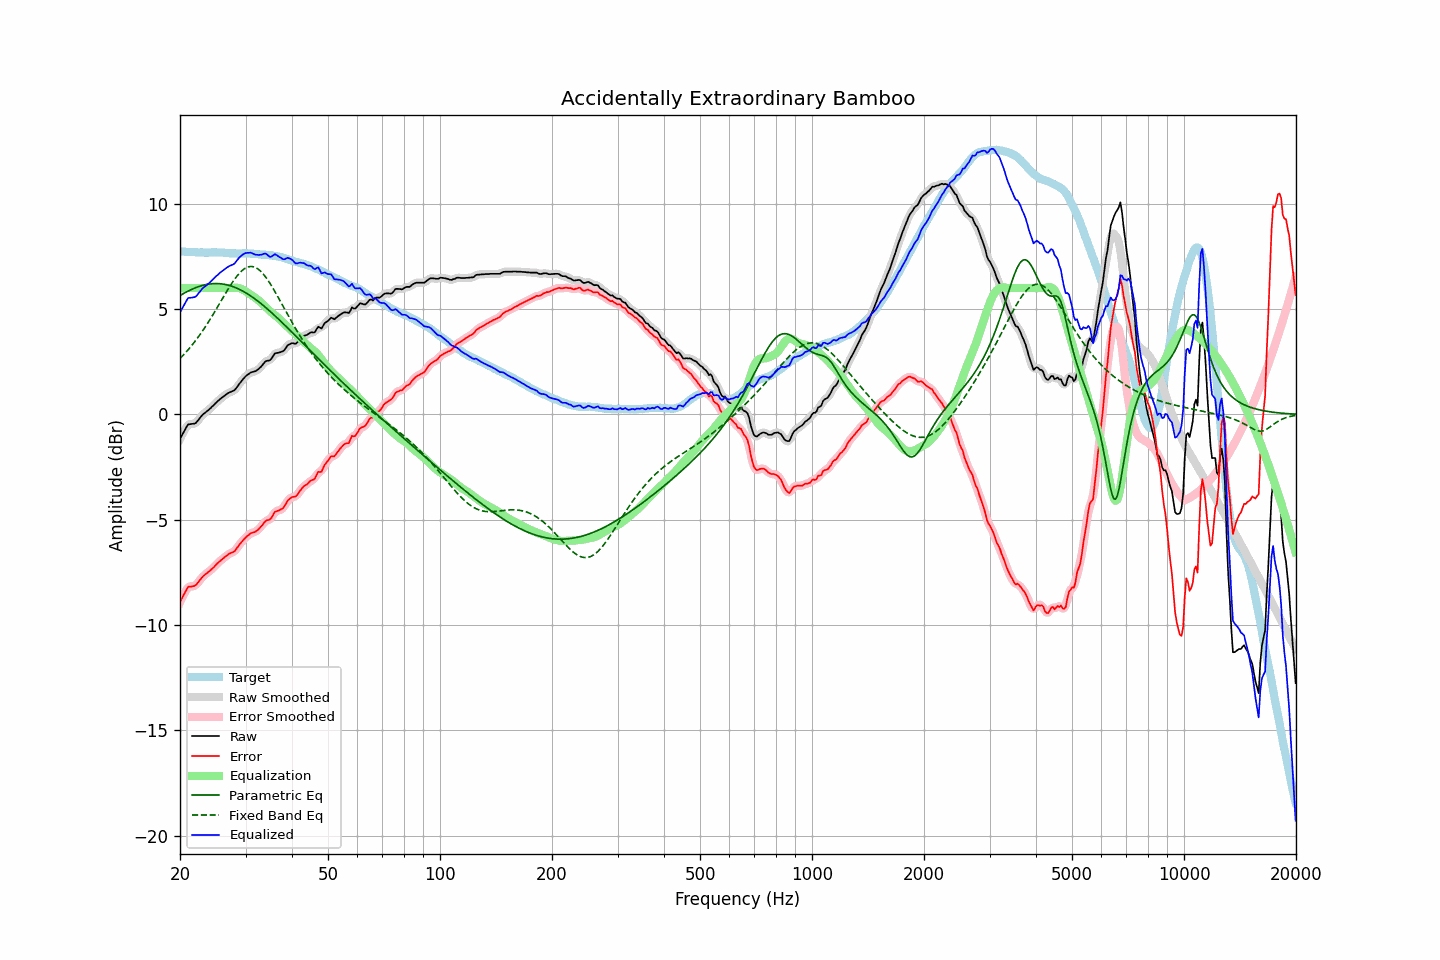 Accidentally Extraordinary Bamboo
Amplitude (dBr)
10
5
0
−5
−10
−15
−20
Target
Raw Smoothed
Error Smoothed
Raw
Error
Equalization
Parametric Eq
Fixed Band Eq
Equalized
20 50 100 200 500 1000 2000 5000 10000 20000
Frequency (Hz)